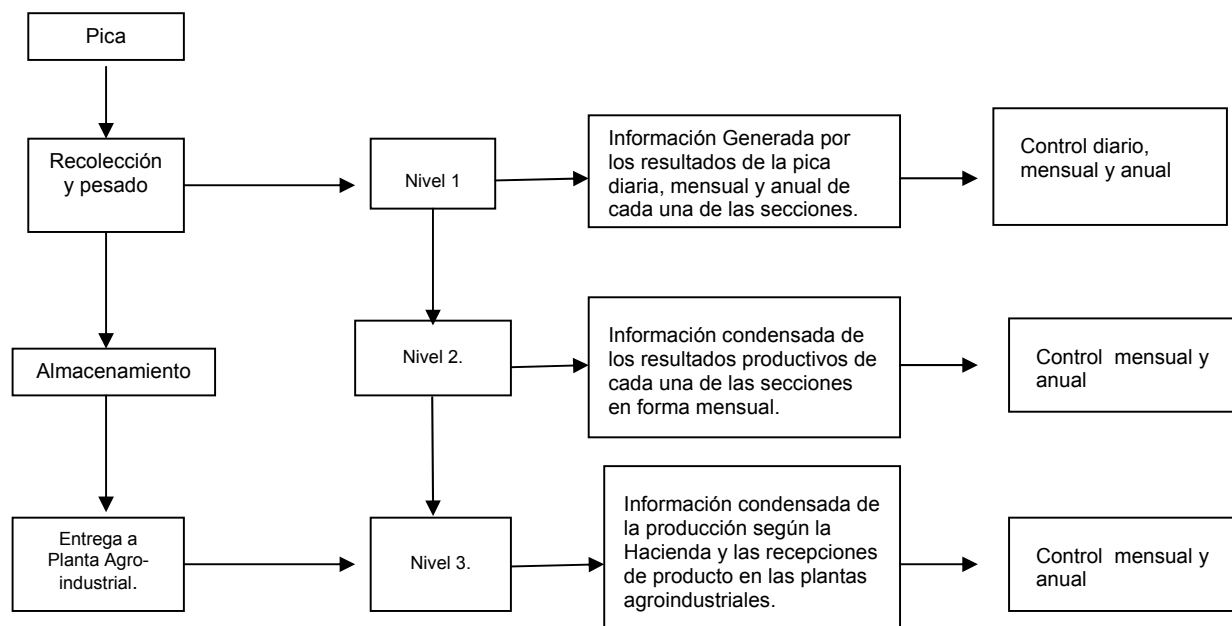 Pica
Recolección
y pesado
Nivel 1
Información Generada por
los resultados de la pica
diaria, mensual y anual de
cada una de las secciones.
Control diario,
mensual y anual
Almacenamiento
Nivel 2.
Información condensada de
los resultados productivos de
cada una de las secciones
en forma mensual.
Control mensual y
anual
Entrega a
Planta Agro-
industrial.
Nivel 3.
Información condensada de
la producción según la
Hacienda y las recepciones
de producto en las plantas
agroindustriales.
Control mensual y
anual